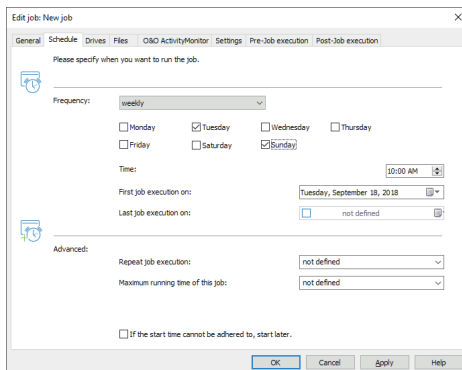 Edit job: New job
General Schedule Drives Files O&O ActivityMonitor Settings Pre-Job execution Post-Job execution
Please specify when you want to run the job.
Frequency: weekly
Monday Tuesday Wednesday Thursday
Friday Saturday Sunday
Time: 10:00 AM
First job execution on: Tuesday, September 18, 2018
Last job execution on: not defined
Advanced:
Repeat job execution: not defined
Maximum running time of this job: not defined
If the start time cannot be adhered to, start later.
OK Cancel Apply Help